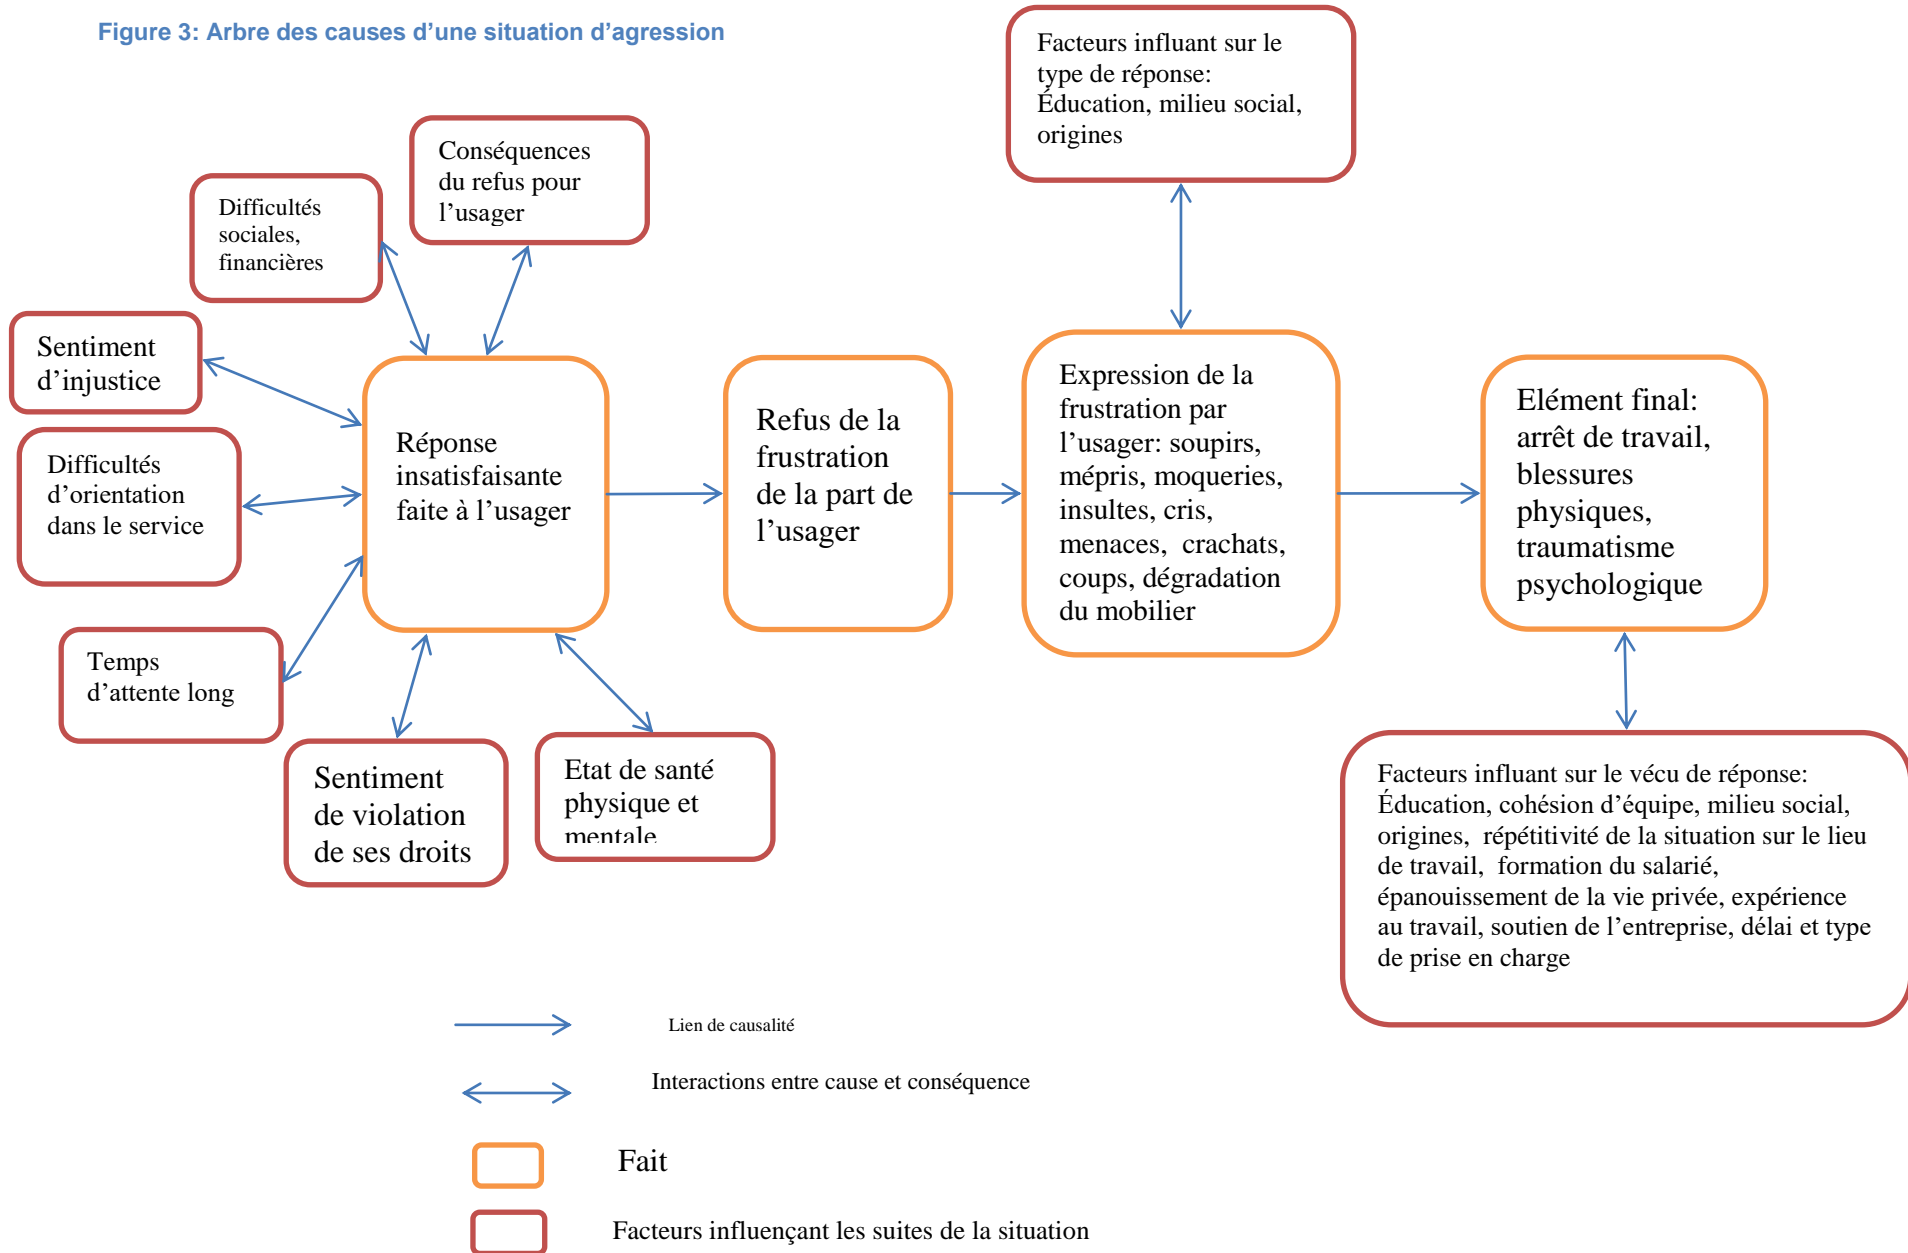 Figure 3: Arbre des causes d’une situation d’agression
Facteurs influant sur le
type de réponse:
Éducation, milieu social,
origines
Conséquences
du refus pour
l’usager
Difficultés
sociales,
financières
Sentiment
d’injustice
Difficultés
d’orientation
dans le service
Temps
d’attente long
Sentiment
de violation
de ses droits
Etat de santé
physique et
mentale
Réponse
insatisfaisante
faite à l’usager
Refus de la
frustration
de la part de
l’usager
Expression de la
frustration par
l’usager: soupirs,
mépris, moqueries,
insultes, cris,
menaces, crachats,
coups, dégradation
du mobilier
Elément final:
arrêt de travail,
blessures
physiques,
traumatisme
psychologique
Facteurs influant sur le vécu de réponse:
Éducation, cohésion d’équipe, milieu social,
origines, répétitivité de la situation sur le lieu
de travail, formation du salarié,
épanouissement de la vie privée, expérience
au travail, soutien de l’entreprise, délai et type
de prise en charge
Lien de causalité
Interactions entre cause et conséquence
Fait
Facteurs influençant les suites de la situation